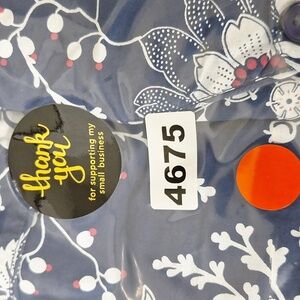 thank
you
for supporting my
small business
4675